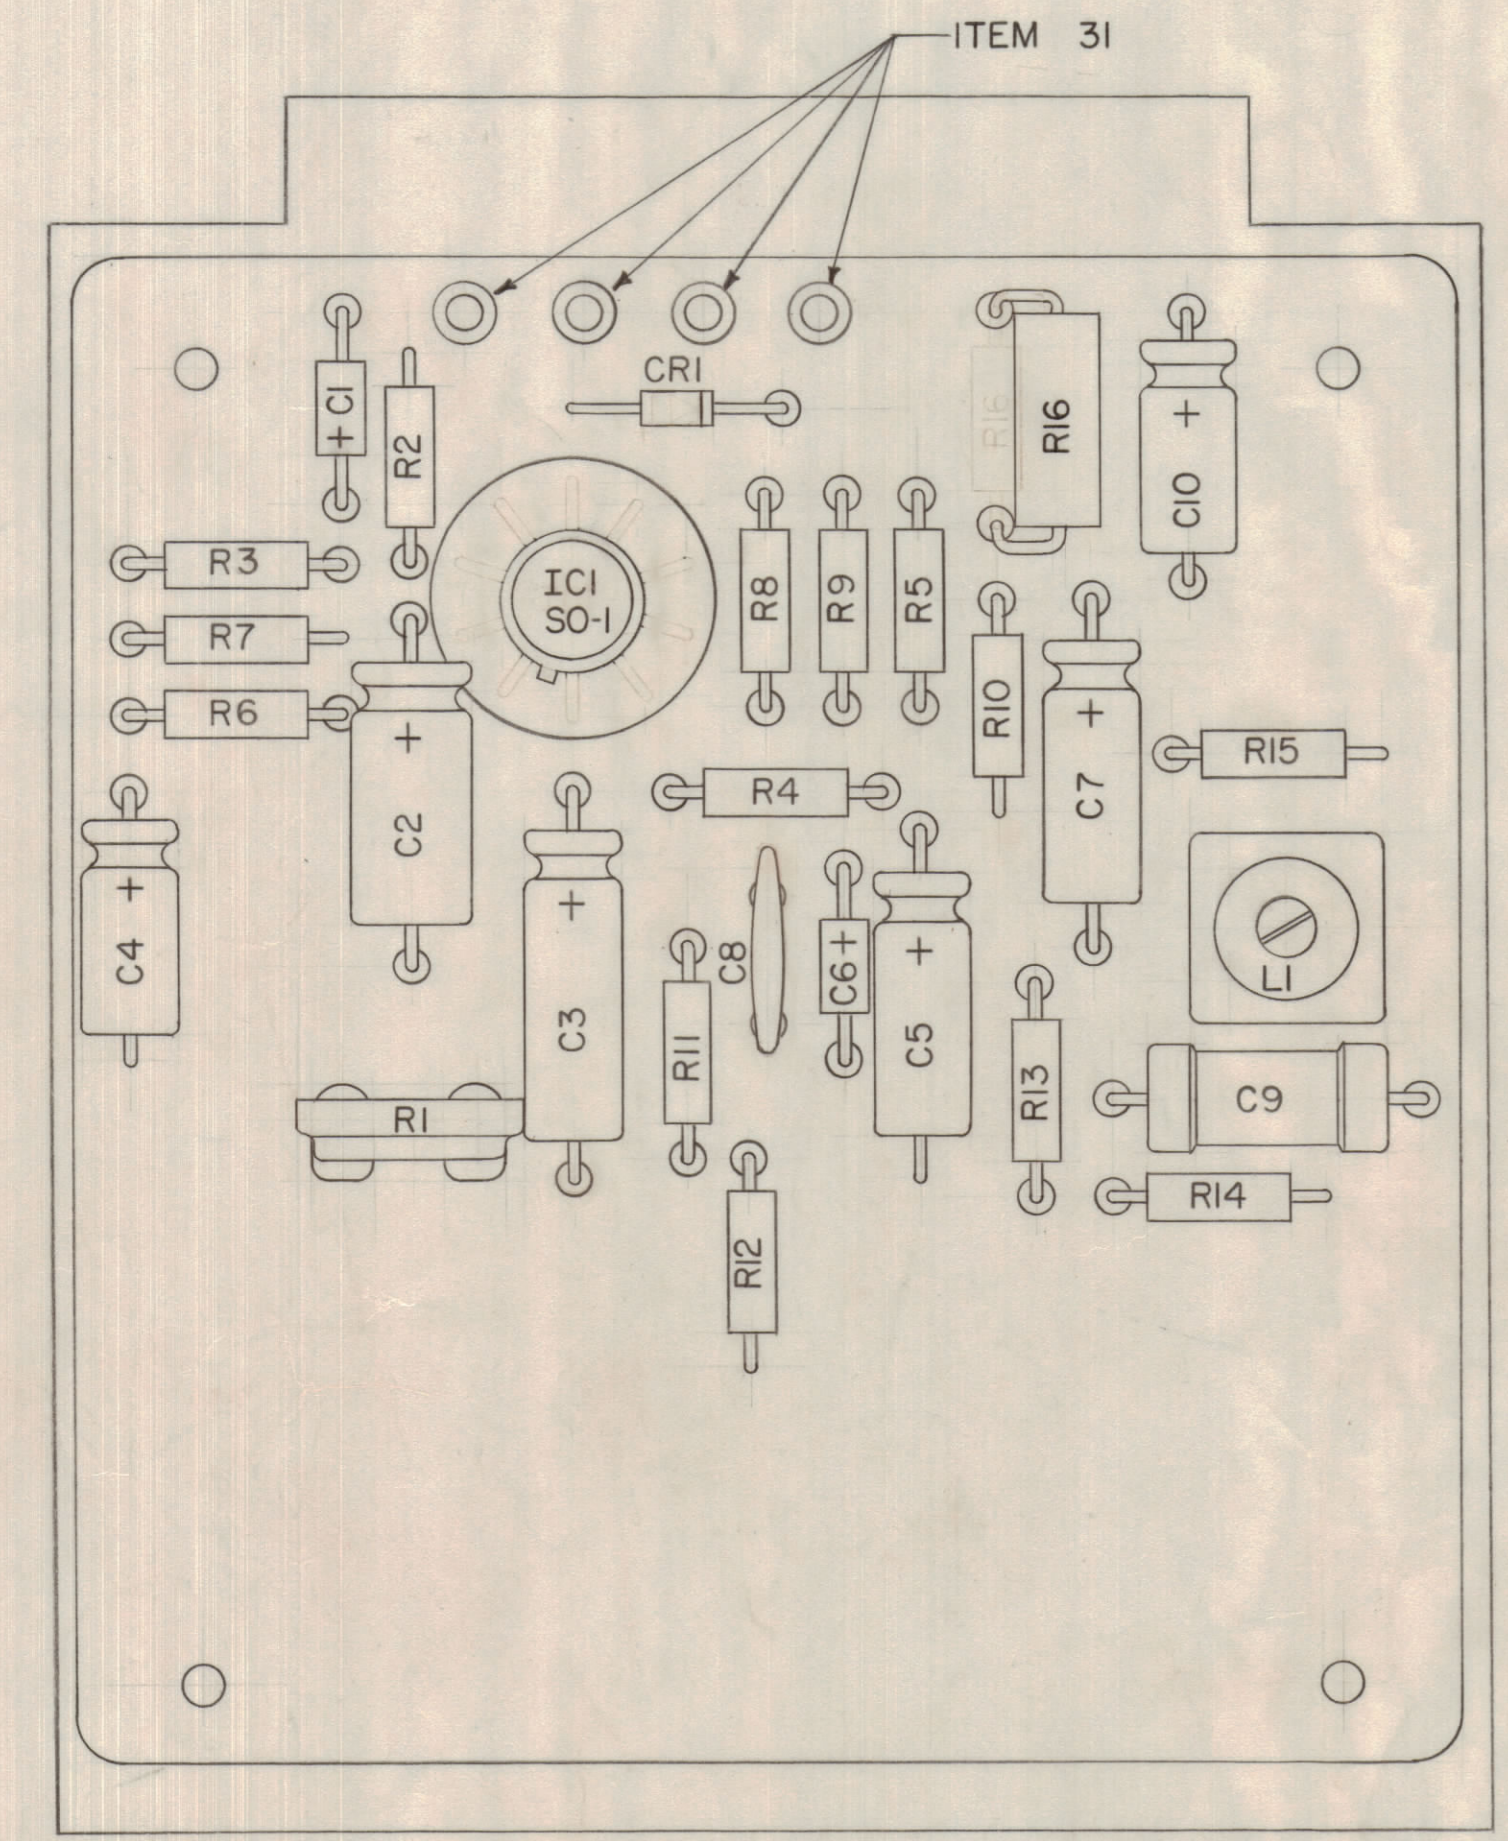 ITEM 31
CR1
+ C1
R2
R16
R16
+
C10
R3
IC1
SO-1
R8
R9
R5
R7
R10
R6
+
C2
+
C7
R15
R4
+
C4
+
C3
C8
C6+
+
C5
L1
R11
R13
C9
R1
R14
R12